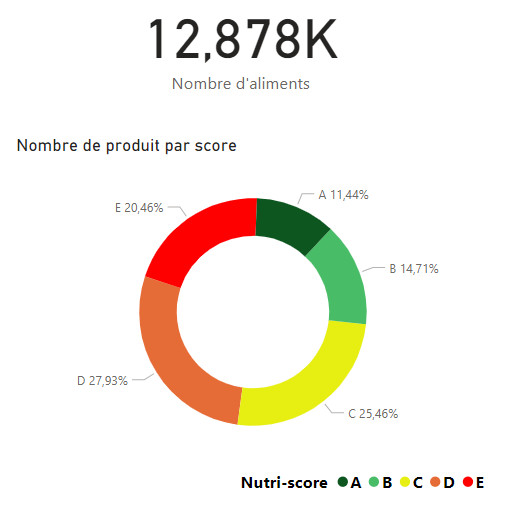 12,878K
Nombre d'aliments
Nombre de produit par score
A 11,44%
E 20,46%
B 14,71%
D 27,93%
C 25,46%
Nutri-score A B C D E